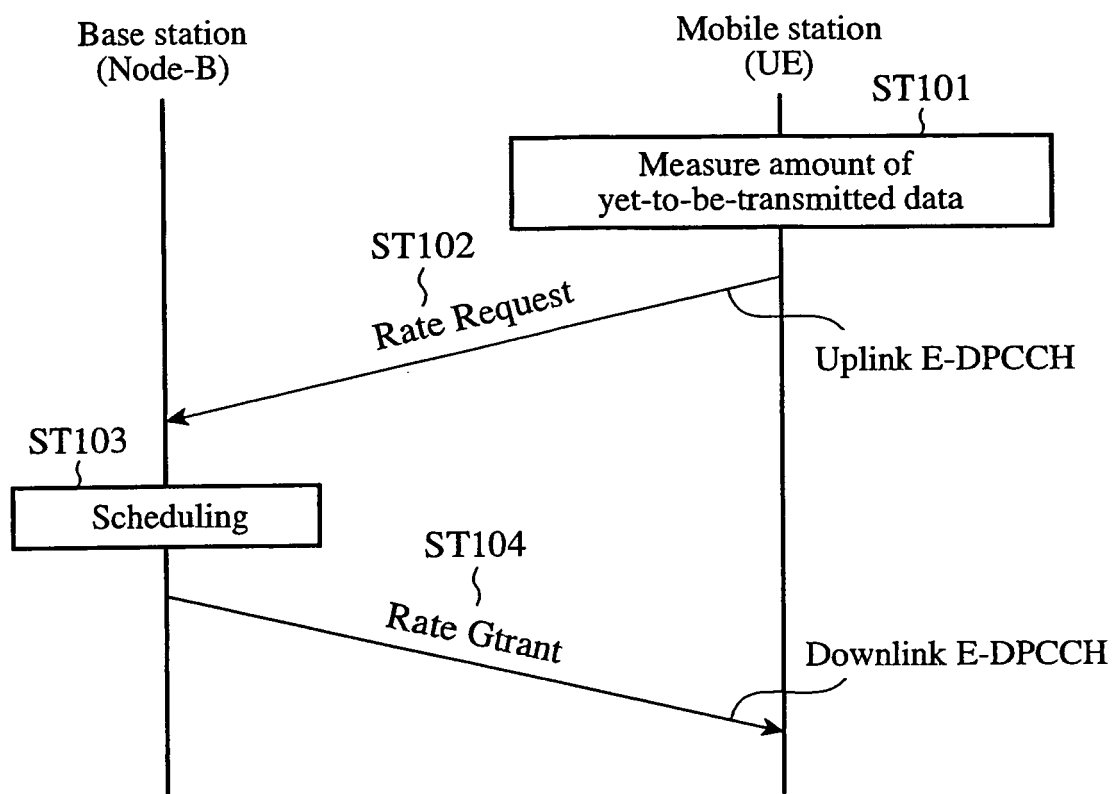 Base station
(Node-B)
Mobile station
(UE)
ST101
Measure amount of
yet-to-be-transmitted data
ST102
Rate Request
Uplink E-DPCCH
ST103
Scheduling
ST104
Rate Gtrant
Downlink E-DPCCH